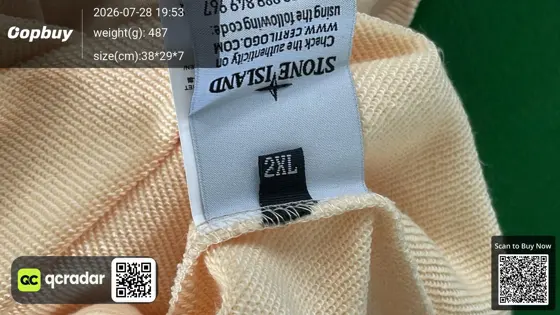 Gopbuy
2026-07-28 19:53
weight(g): 487
size(cm):38*29*7
STONE ISLAND
Check the authenticity on
WWW.CERTILOGO.COM
using the following code:
2XL
QC qcradar
Scan to Buy Now